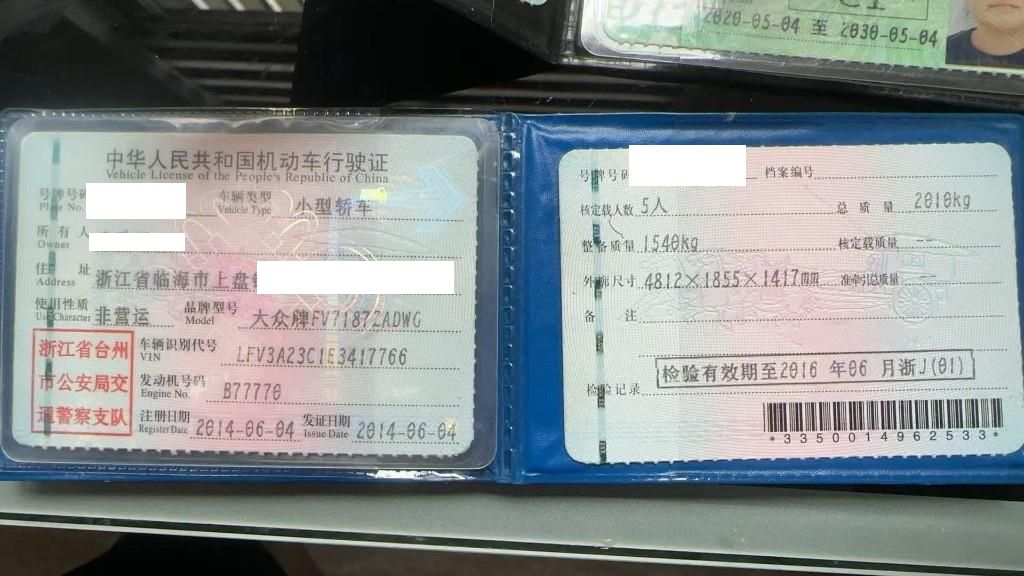 2020-05-04 至 2030-05-04
中华人民共和国机动车行驶证
Vehicle License of the People's Republic of China
号牌号码
Plate No.
车辆类型
Vehicle Type
小型轿车
所有人
Owner
住址
Address
浙江省临海市上盘
使用性质
Use Character
非营运
品牌型号
Model
大众牌FV7187ZADWG
浙江省台州
市公安局交
通警察支队
车辆识别代号
VIN
LFV3A23C1E3417766
发动机号码
Engine No.
B77770
注册日期
Register Date
2014-06-04
发证日期
Issue Date
2014-06-04
号牌号码
档案编号
核定载人数 5人
总质量 2010kg
整备质量 1540kg
核定载质量 --
外廓尺寸 4812×1855×1417mm
准牵引总质量 --
备注
检验记录
检验有效期至2016 年06 月浙J(01)
*3350014962533*